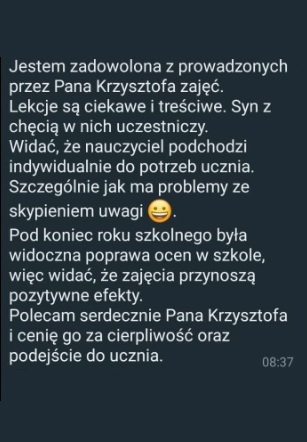 Jestem zadowolona z prowadzonych
przez Pana Krzysztofa zajęć.
Lekcje są ciekawe i treściwe. Syn z
chęcią w nich uczestniczy.
Widać, że nauczyciel podchodzi
indywidualnie do potrzeb ucznia.
Szczególnie jak ma problemy ze
skypieniem uwagi 😀.
Pod koniec roku szkolnego była
widoczna poprawa ocen w szkole,
więc widać, że zajęcia przynoszą
pozytywne efekty.
Polecam serdecznie Pana Krzysztofa
i cenię go za cierpliwość oraz
podejście do ucznia.
08:37